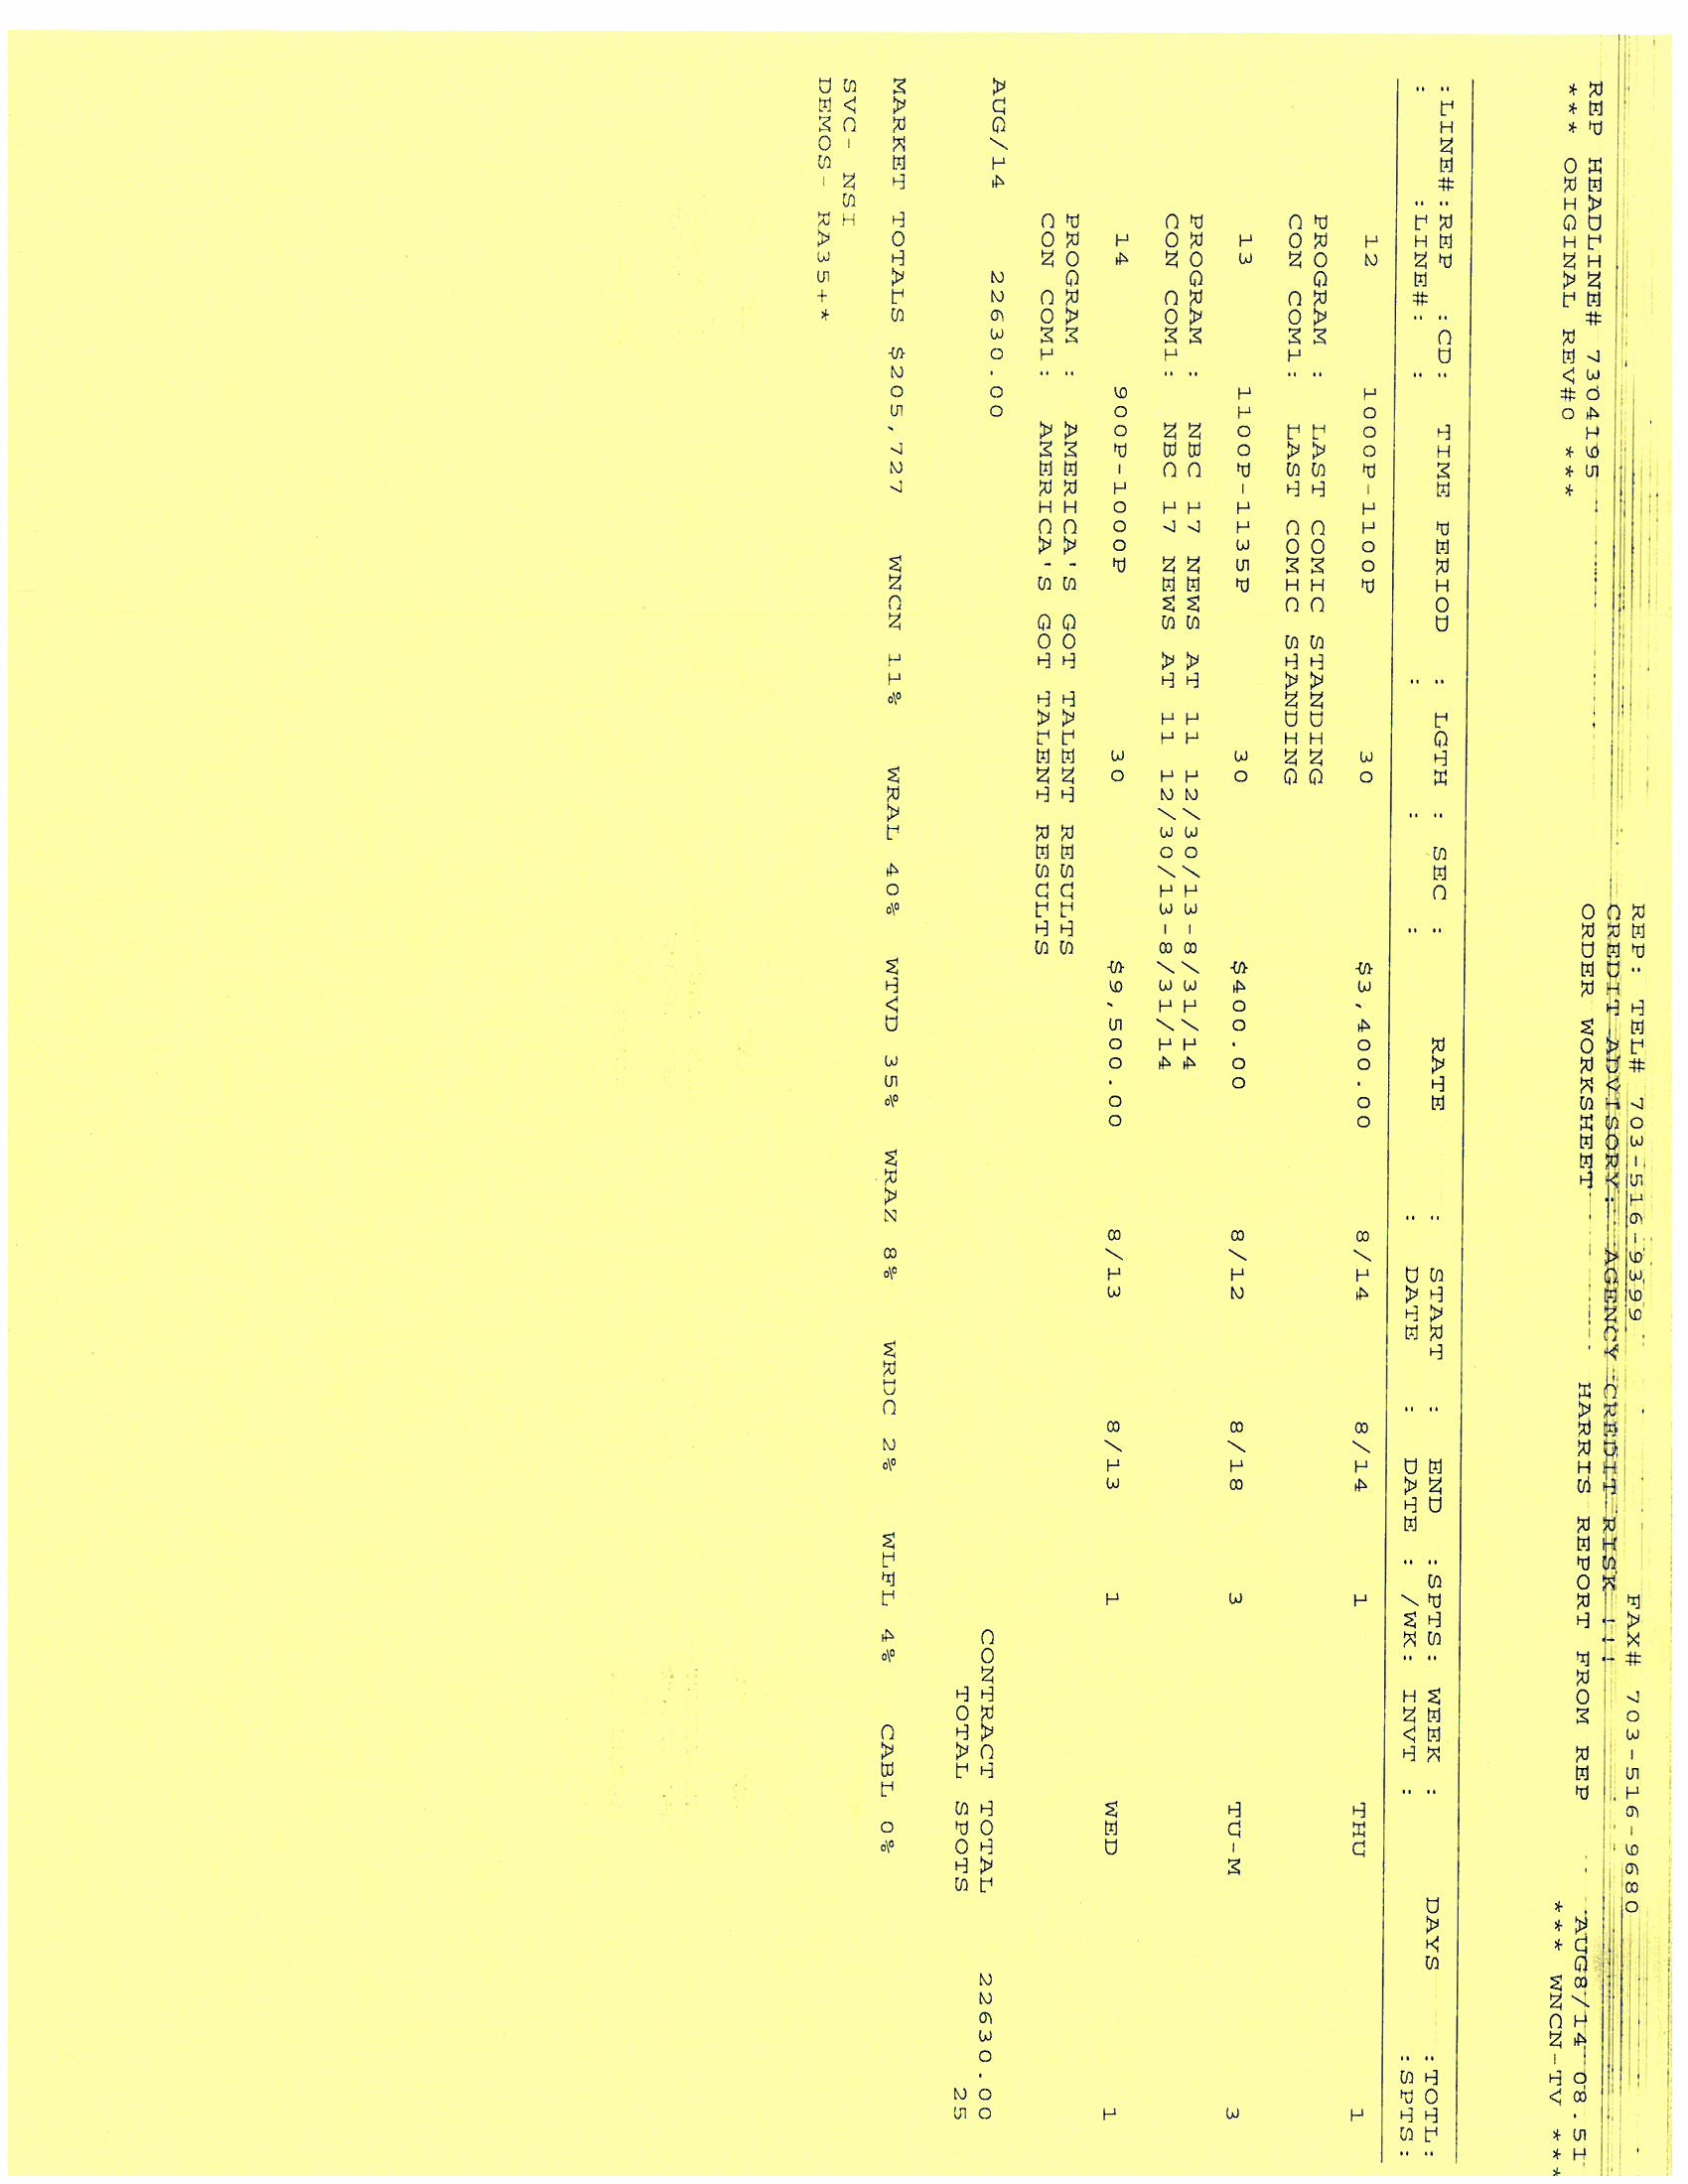 REP: TEL# 703-516-9399 FAX# 703-516-9680
CREDIT ADVISORY: AGENCY CREDIT RISK !!!
REP HEADLINE# 7304195 ORDER WORKSHEET HARRIS REPORT FROM REP AUG8/14 08.51
*** ORIGINAL REV#0 *** *** WNCN-TV ***
:LINE#:REP :CD: TIME PERIOD : LGTH : SEC : RATE : START : END :SPTS: WEEK : DAYS :TOTL:
: :LINE#: : : : : : DATE : DATE : /WK: INVT : :SPTS:
12 1000P-1100P 30 $3,400.00 8/14 8/14 1 THU 1
PROGRAM : LAST COMIC STANDING
CON COM1: LAST COMIC STANDING
13 1100P-1135P 30 $400.00 8/12 8/18 3 TU-M 3
PROGRAM : NBC 17 NEWS AT 11 12/30/13-8/31/14
CON COM1: NBC 17 NEWS AT 11 12/30/13-8/31/14
14 900P-1000P 30 $9,500.00 8/13 8/13 1 WED 1
PROGRAM : AMERICA'S GOT TALENT RESULTS
CON COM1: AMERICA'S GOT TALENT RESULTS
AUG/14 22630.00 CONTRACT TOTAL 22630.00
TOTAL SPOTS 25
MARKET TOTALS $205,727 WNCN 11% WRAL 40% WTVD 35% WRAZ 8% WRDC 2% WLFL 4% CABL 0%
SVC- NSI
DEMOS- RA35+*